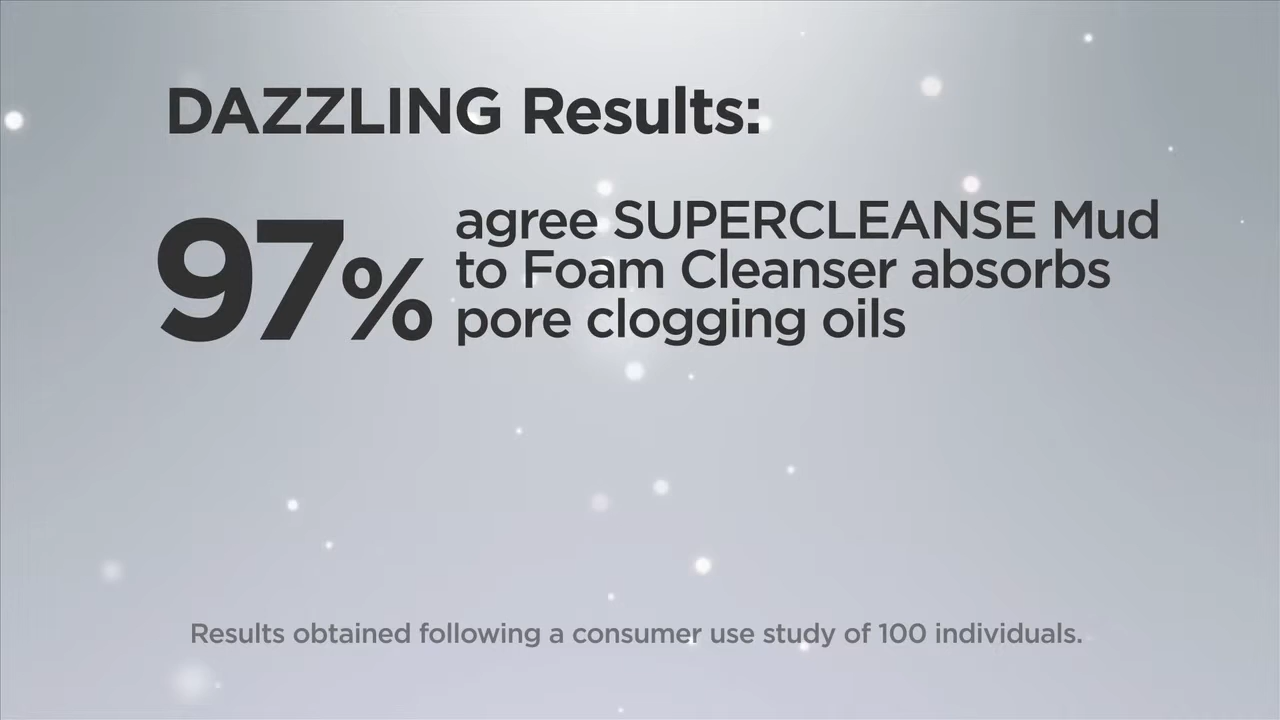 DAZZLING Results:
97% agree SUPERCLEANSE Mud
to Foam Cleanser absorbs
pore clogging oils
Results obtained following a consumer use study of 100 individuals.